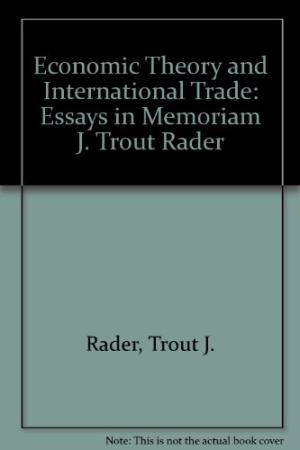 Economic Theory and
International Trade:
Essays in Memoriam
J. Trout Rader
Rader, Trout J.
Note: This is not the actual book cover